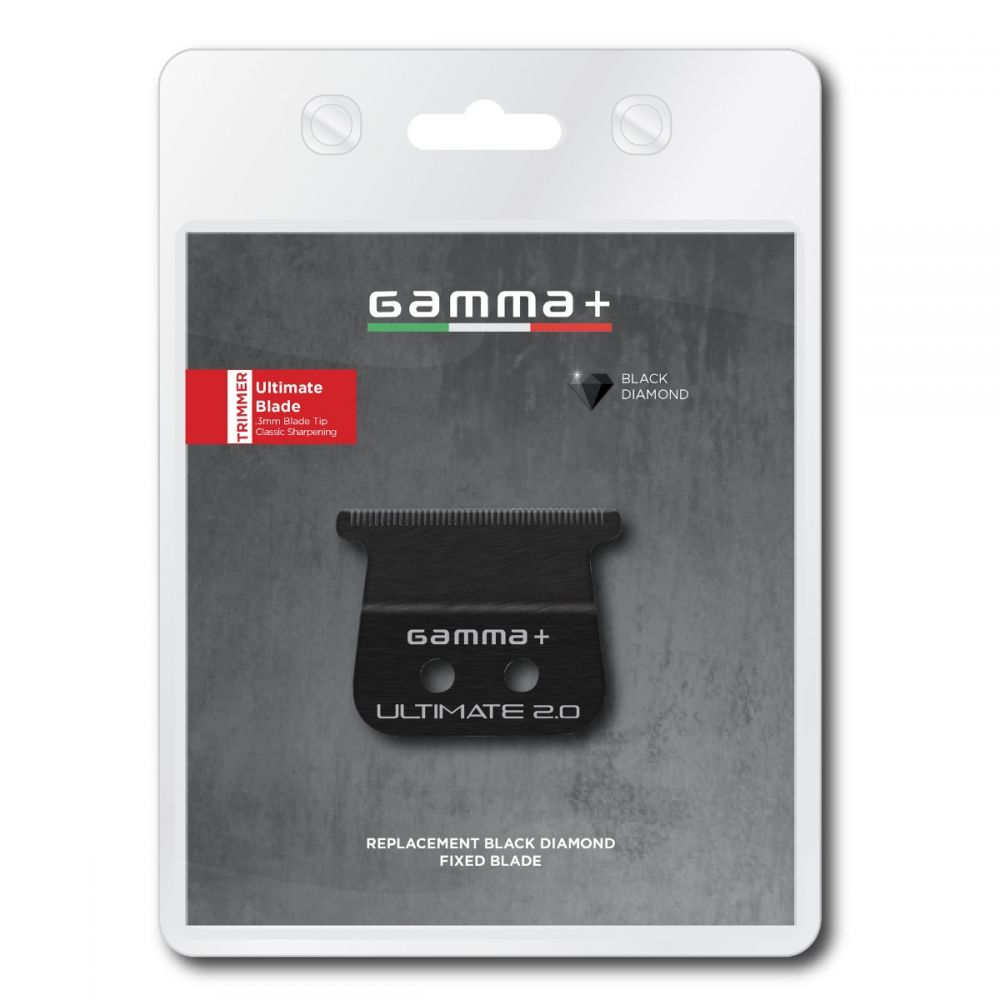 Gamma+
BLACK
DIAMOND
TRIMMER
Ultimate
Blade
.3mm Blade Tip
Classic Sharpening
Gamma+
ULTIMATE 2.0
REPLACEMENT BLACK DIAMOND
FIXED BLADE